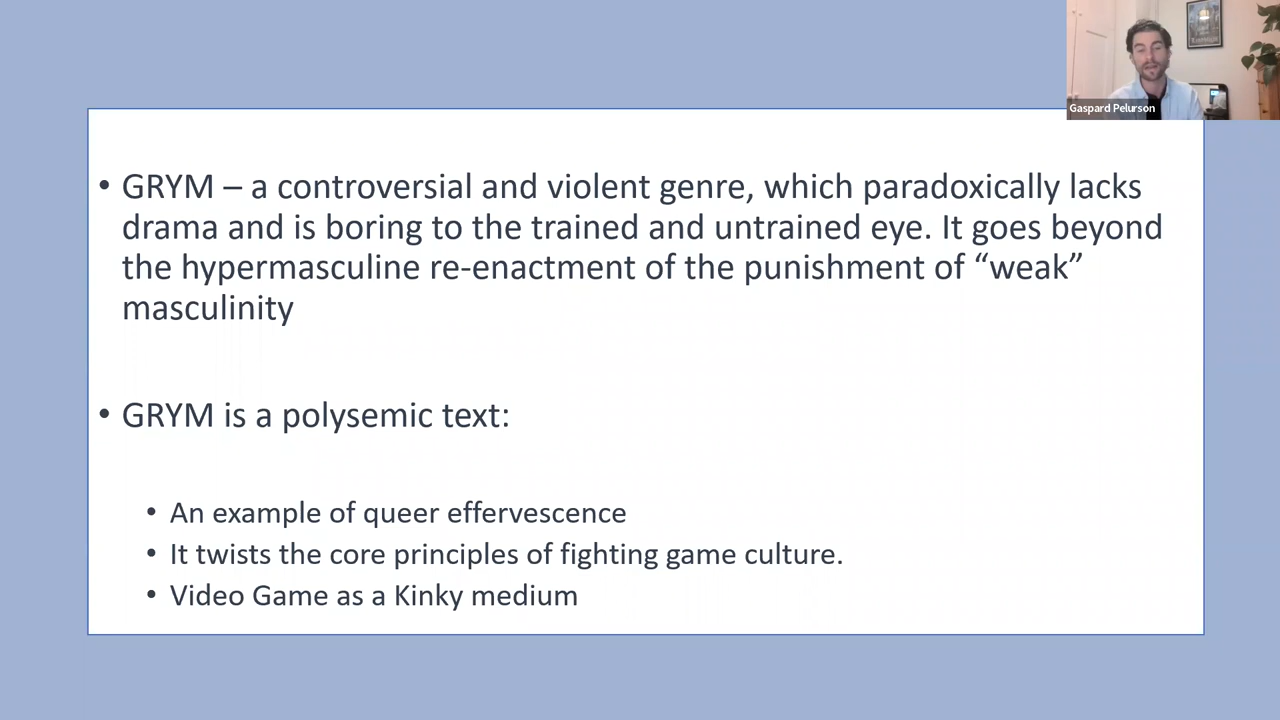 Gaspard Pelurson
• GRYM – a controversial and violent genre, which paradoxically lacks
drama and is boring to the trained and untrained eye. It goes beyond
the hypermasculine re-enactment of the punishment of “weak”
masculinity
• GRYM is a polysemic text:
• An example of queer effervescence
• It twists the core principles of fighting game culture.
• Video Game as a Kinky medium